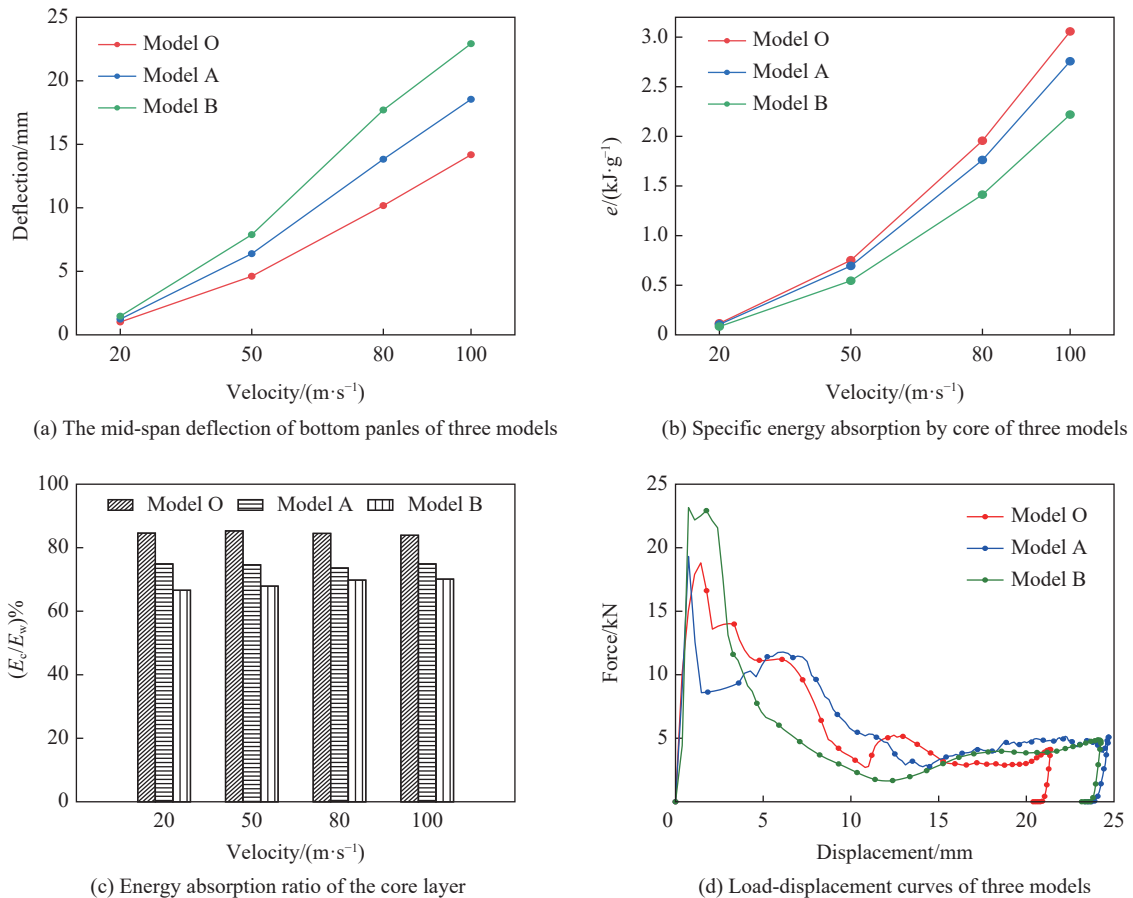 25
20
15
10
5
0
Deflection/mm
Model O
Model A
Model B
20 50 80 100
Velocity/(m·s⁻¹)
(a) The mid-span deflection of bottom panles of three models
3.0
2.5
2.0
1.5
1.0
0.5
0
e/(kJ·g⁻¹)
Model O
Model A
Model B
20 50 80 100
Velocity/(m·s⁻¹)
(b) Specific energy absorption by core of three models
100
80
60
40
20
0
(E_c/E_w)%
Model O Model A Model B
20 50 80 100
Velocity/(m·s⁻¹)
(c) Energy absorption ratio of the core layer
25
20
15
10
5
0
Force/kN
Model O
Model A
Model B
0 5 10 15 20 25
Displacement/mm
(d) Load-displacement curves of three models